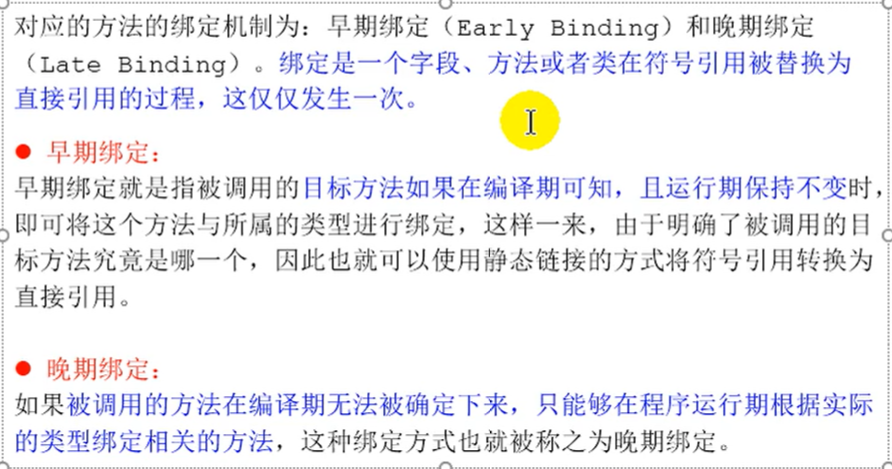 对应的方法的绑定机制为：早期绑定（Early Binding）和晚期绑定
（Late Binding）。绑定是一个字段、方法或者类在符号引用被替换为
直接引用的过程，这仅仅发生一次。
● 早期绑定：
早期绑定就是指被调用的目标方法如果在编译期可知，且运行期保持不变时，
即可将这个方法与所属的类型进行绑定，这样一来，由于明确了被调用的目
标方法究竟是哪一个，因此也就可以使用静态链接的方式将符号引用转换为
直接引用。
● 晚期绑定：
如果被调用的方法在编译期无法被确定下来，只能够在程序运行期根据实际
的类型绑定相关的方法，这种绑定方式也就被称之为晚期绑定。